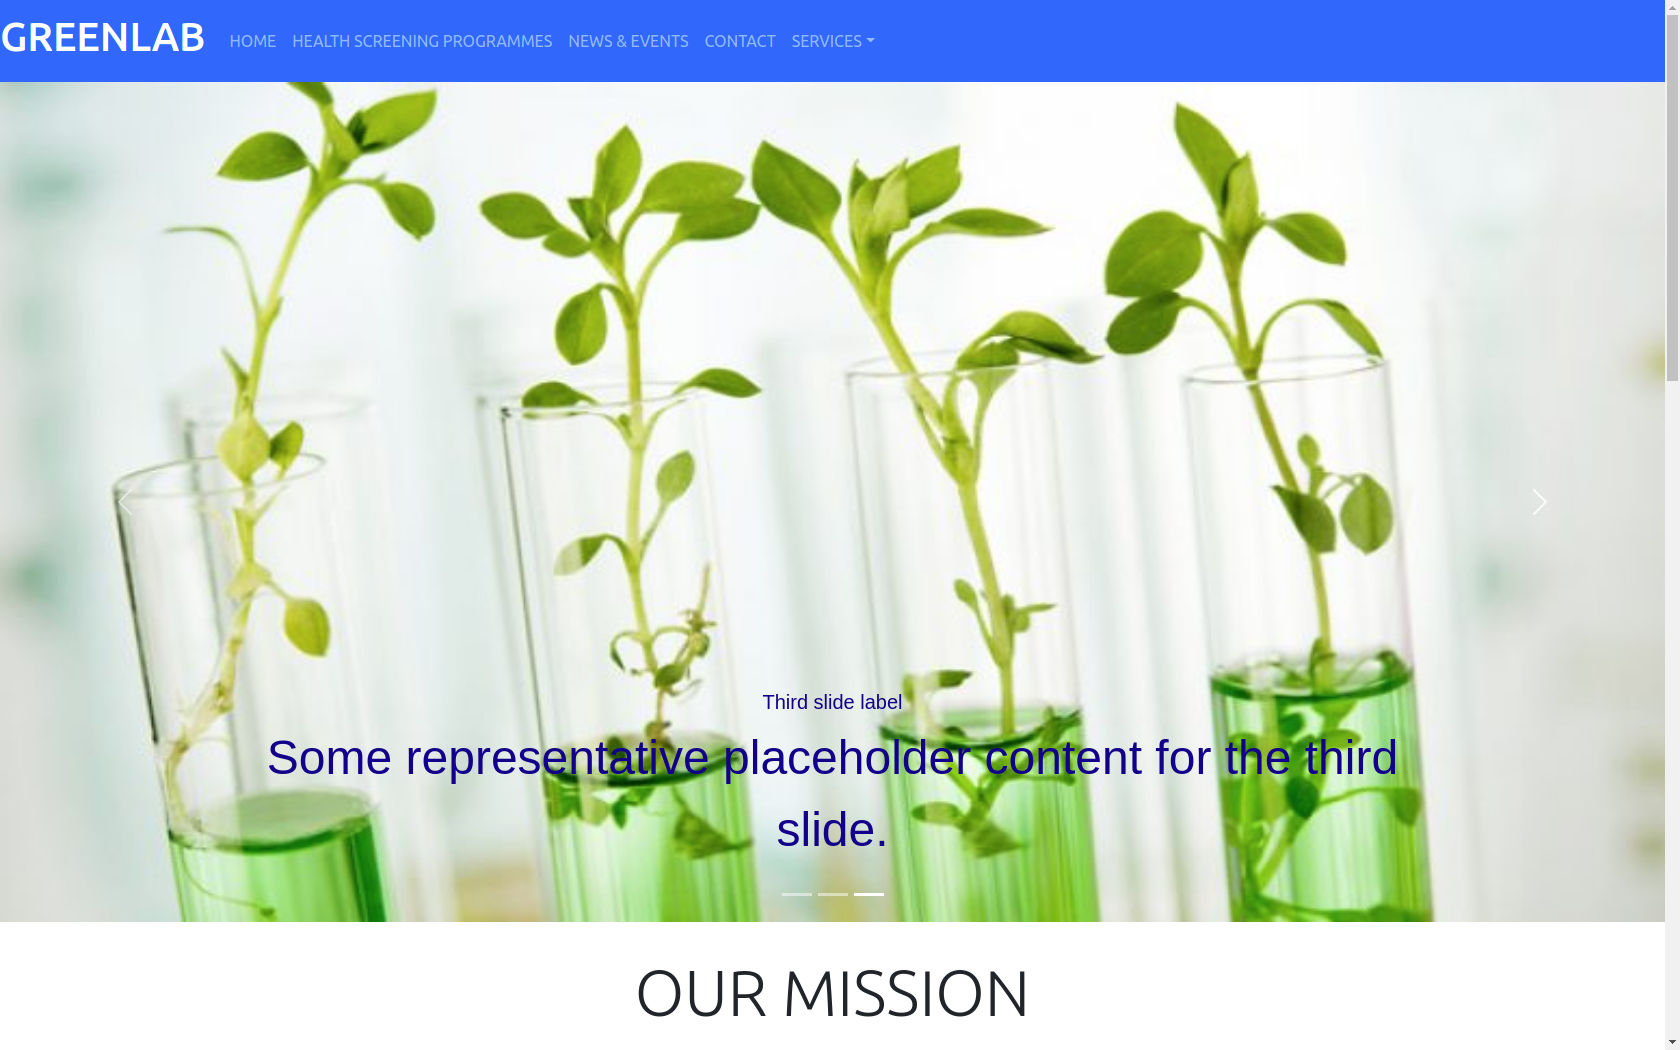 GREENLAB
HOME
HEALTH SCREENING PROGRAMMES
NEWS & EVENTS
CONTACT
SERVICES
Third slide label
Some representative placeholder content for the third
slide.
OUR MISSION